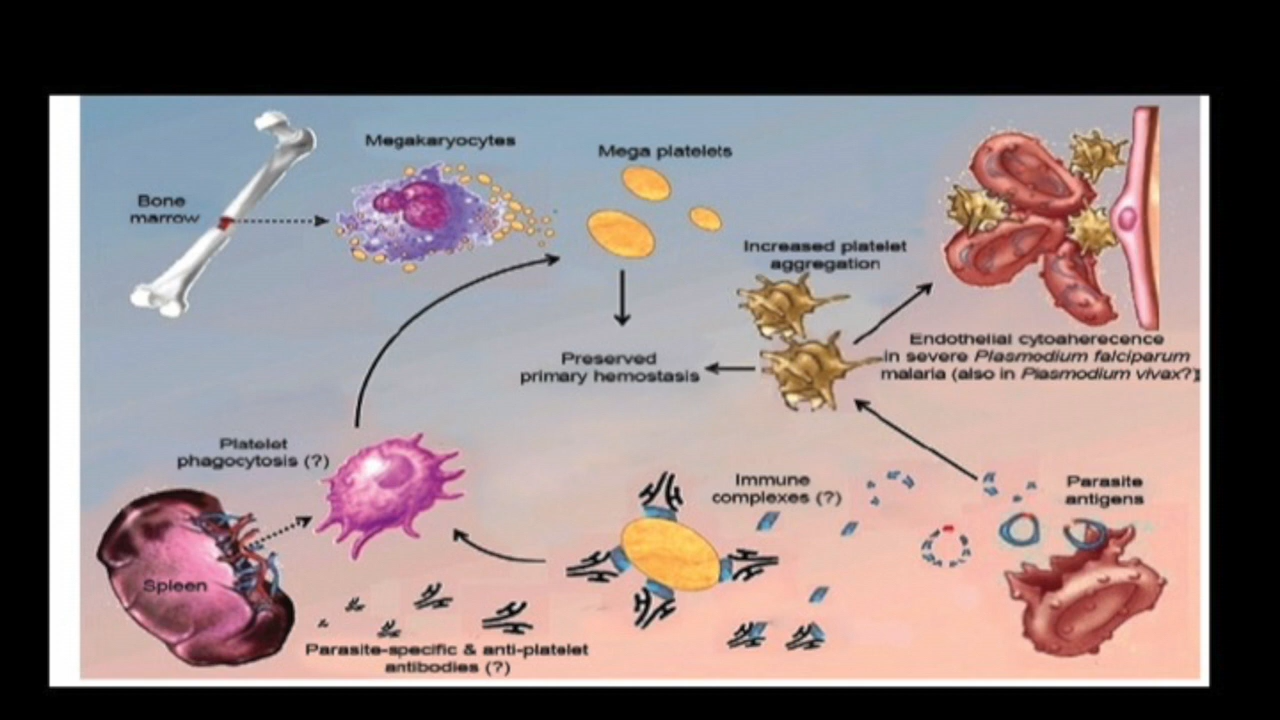 Megakaryocytes
Mega platelets
Bone
marrow
Increased platelet
aggregation
Endothelial cytoaherecence
in severe Plasmodium falciparum
malaria (also in Plasmodium vivax?)
Preserved
primary hemostasis
Platelet
phagocytosis (?)
Immune
complexes (?)
Parasite
antigens
Spleen
Parasite-specific & anti-platelet
antibodies (?)